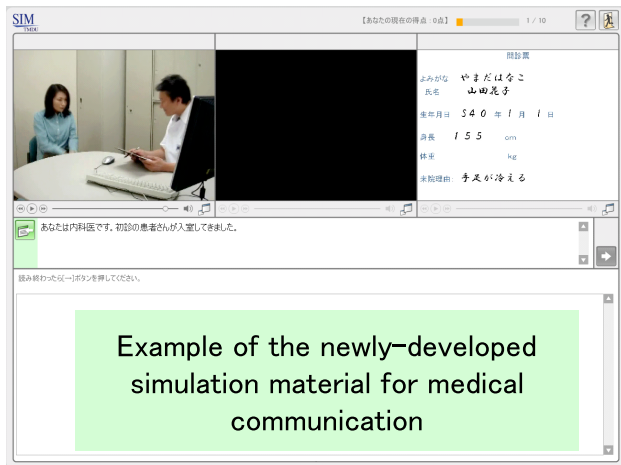 SIM
TMDU
【あなたの現在の得点：0点】
1 / 10
?
問診票
よみがな やまだはなこ
氏名 山田花子
生年月日 S40 年 1 月 1 日
身長 155 cm
体重 kg
来院理由: 手足が冷える
あなたは内科医です。初診の患者さんが入室してきました。
読み終わったら[→]ボタンを押してください。
Example of the newly-developed
simulation material for medical
communication